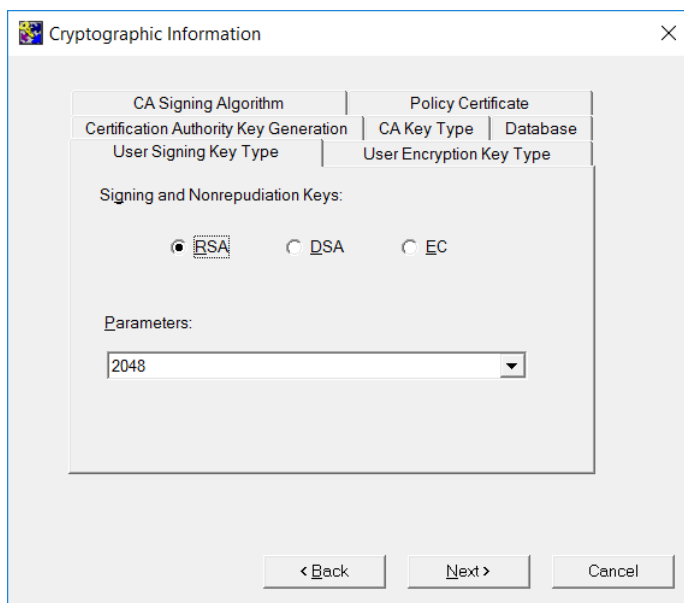 Cryptographic Information
CA Signing Algorithm Policy Certificate
Certification Authority Key Generation CA Key Type Database
User Signing Key Type User Encryption Key Type
Signing and Nonrepudiation Keys:
RSA DSA EC
Parameters:
2048
< Back Next > Cancel